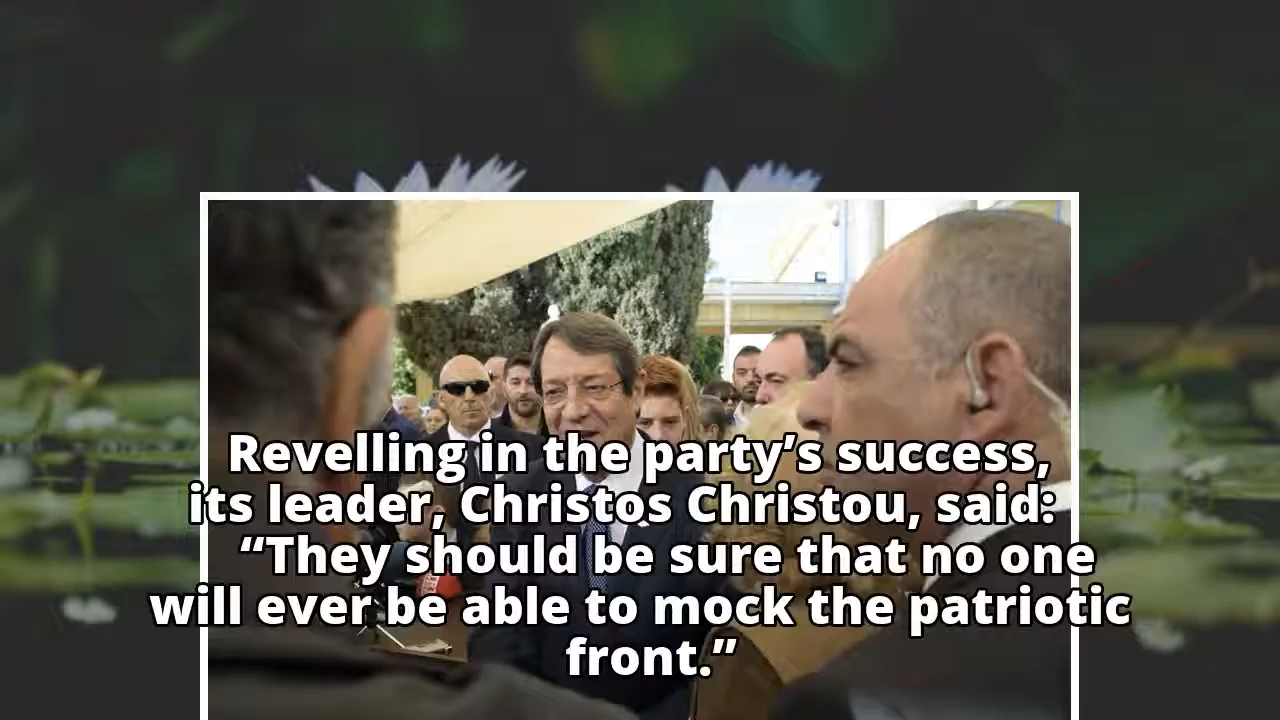 Revelling in the party’s success,
its leader, Christos Christou, said:
“They should be sure that no one
will ever be able to mock the patriotic
front.”